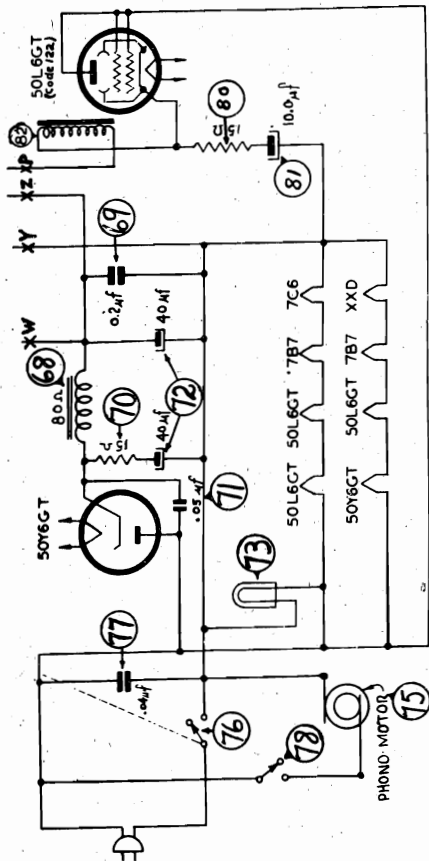 50Y6GT
68
80Ω
XW
XY
XZ
XP
82
50L6GT
(Code 122)
77
70
15Ω
40µf
72
40µf
69
0.2µf
.05µf
71
76
78
73
80
15Ω
81
10.0µf
75
PHONO-MOTOR
50L6GT
50L6GT
7B7
7C6
50Y6GT
50L6GT
7B7
XXD